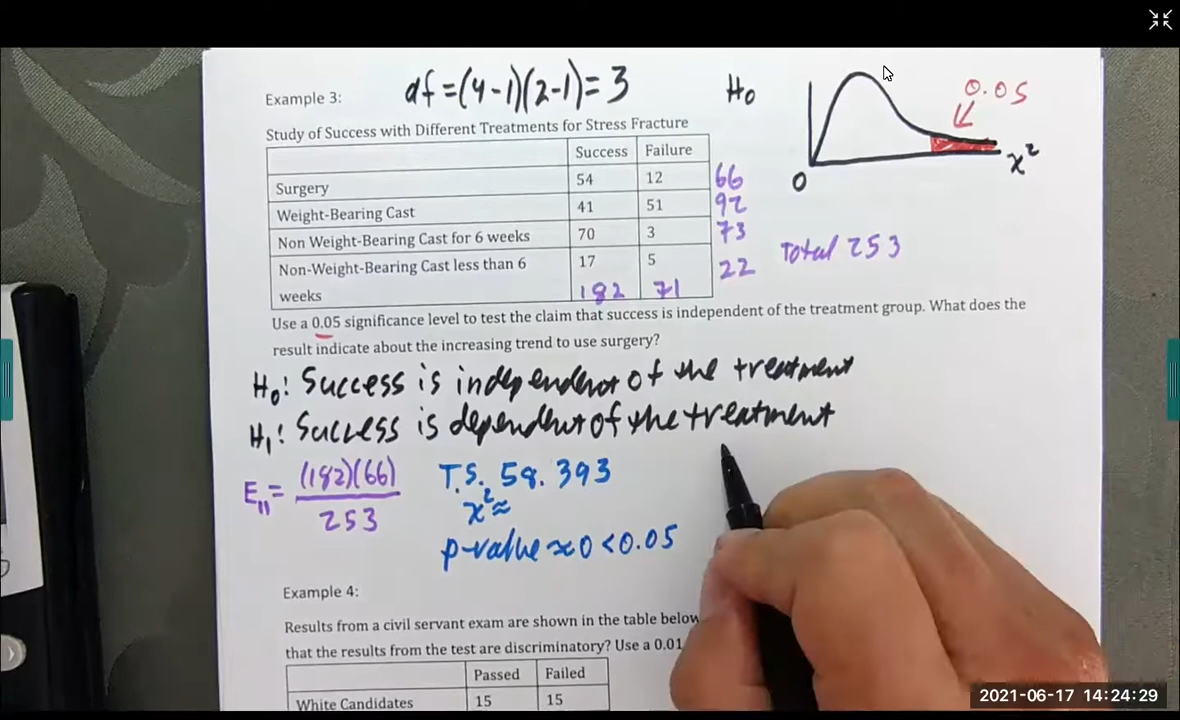 Example 3:
df = (4-1)(2-1) = 3
H₀
0.05
x²
0
Study of Success with Different Treatments for Stress Fracture
Success Failure
Surgery 54 12 66
Weight-Bearing Cast 41 51 92
Non Weight-Bearing Cast for 6 weeks 70 3 73
Non-Weight-Bearing Cast less than 6 17 5 22
weeks 182 71
Total 253
Use a 0.05 significance level to test the claim that success is independent of the treatment group. What does the
result indicate about the increasing trend to use surgery?
H₀: Success is independent of the treatment
H₁: Success is dependent of the treatment
E₁₁ = (182)(66)
253
T.S. 58.393
x² ≈
p-value ≈ 0 < 0.05
Example 4:
Results from a civil servant exam are shown in the table below
that the results from the test are discriminatory? Use a 0.01
Passed Failed
White Candidates 15 15
2021-06-17 14:24:29